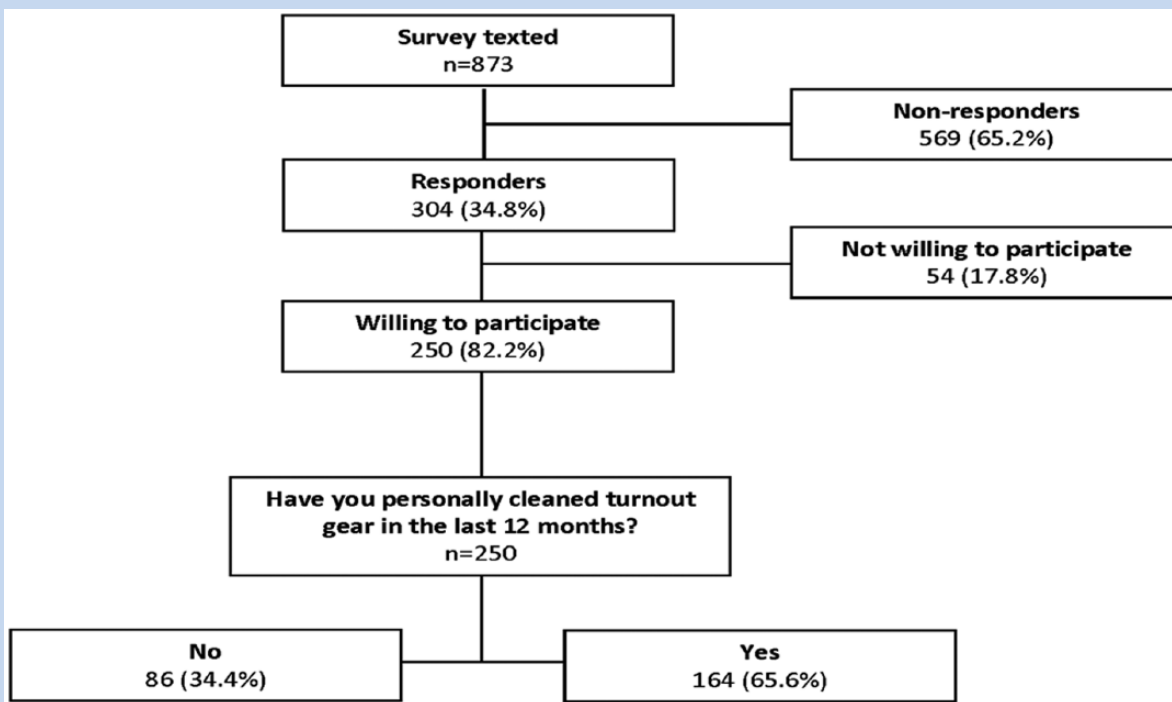 Survey texted
n=873
Non-responders
569 (65.2%)
Responders
304 (34.8%)
Not willing to participate
54 (17.8%)
Willing to participate
250 (82.2%)
Have you personally cleaned turnout
gear in the last 12 months?
n=250
No
86 (34.4%)
Yes
164 (65.6%)